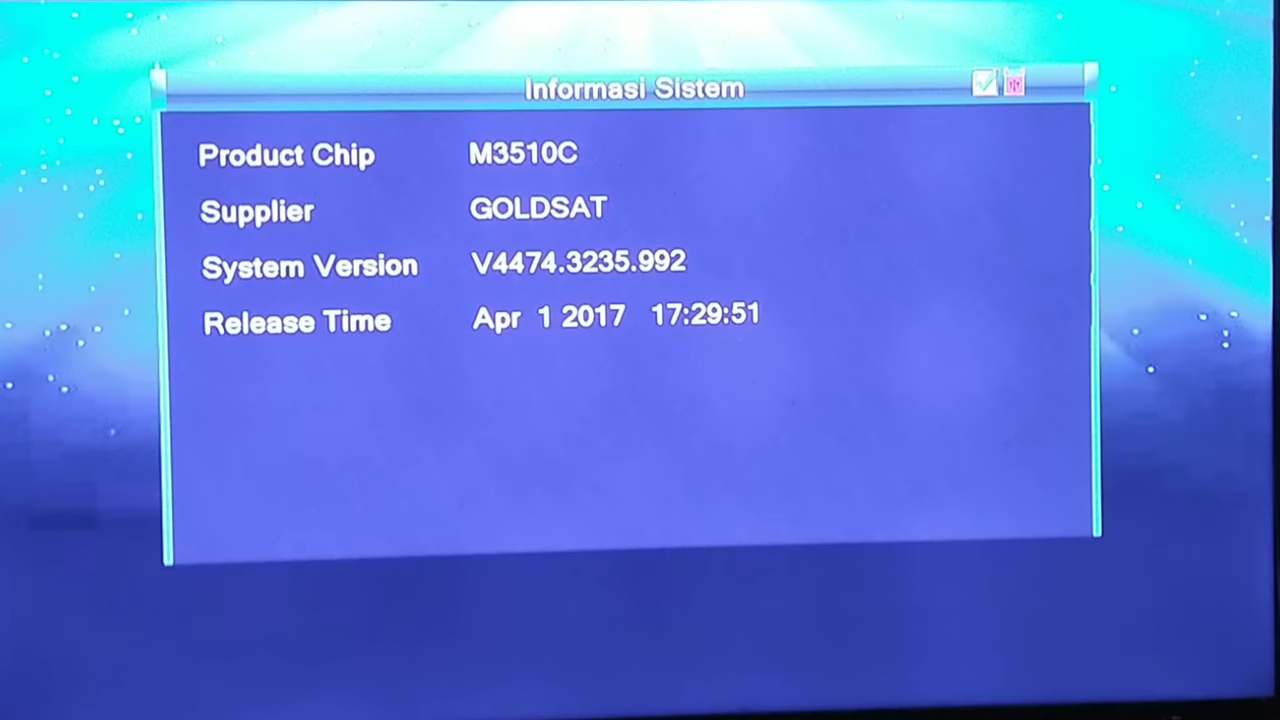 Informasi Sistem
Product Chip M3510C
Supplier GOLDSAT
System Version V4474.3235.992
Release Time Apr 1 2017 17:29:51